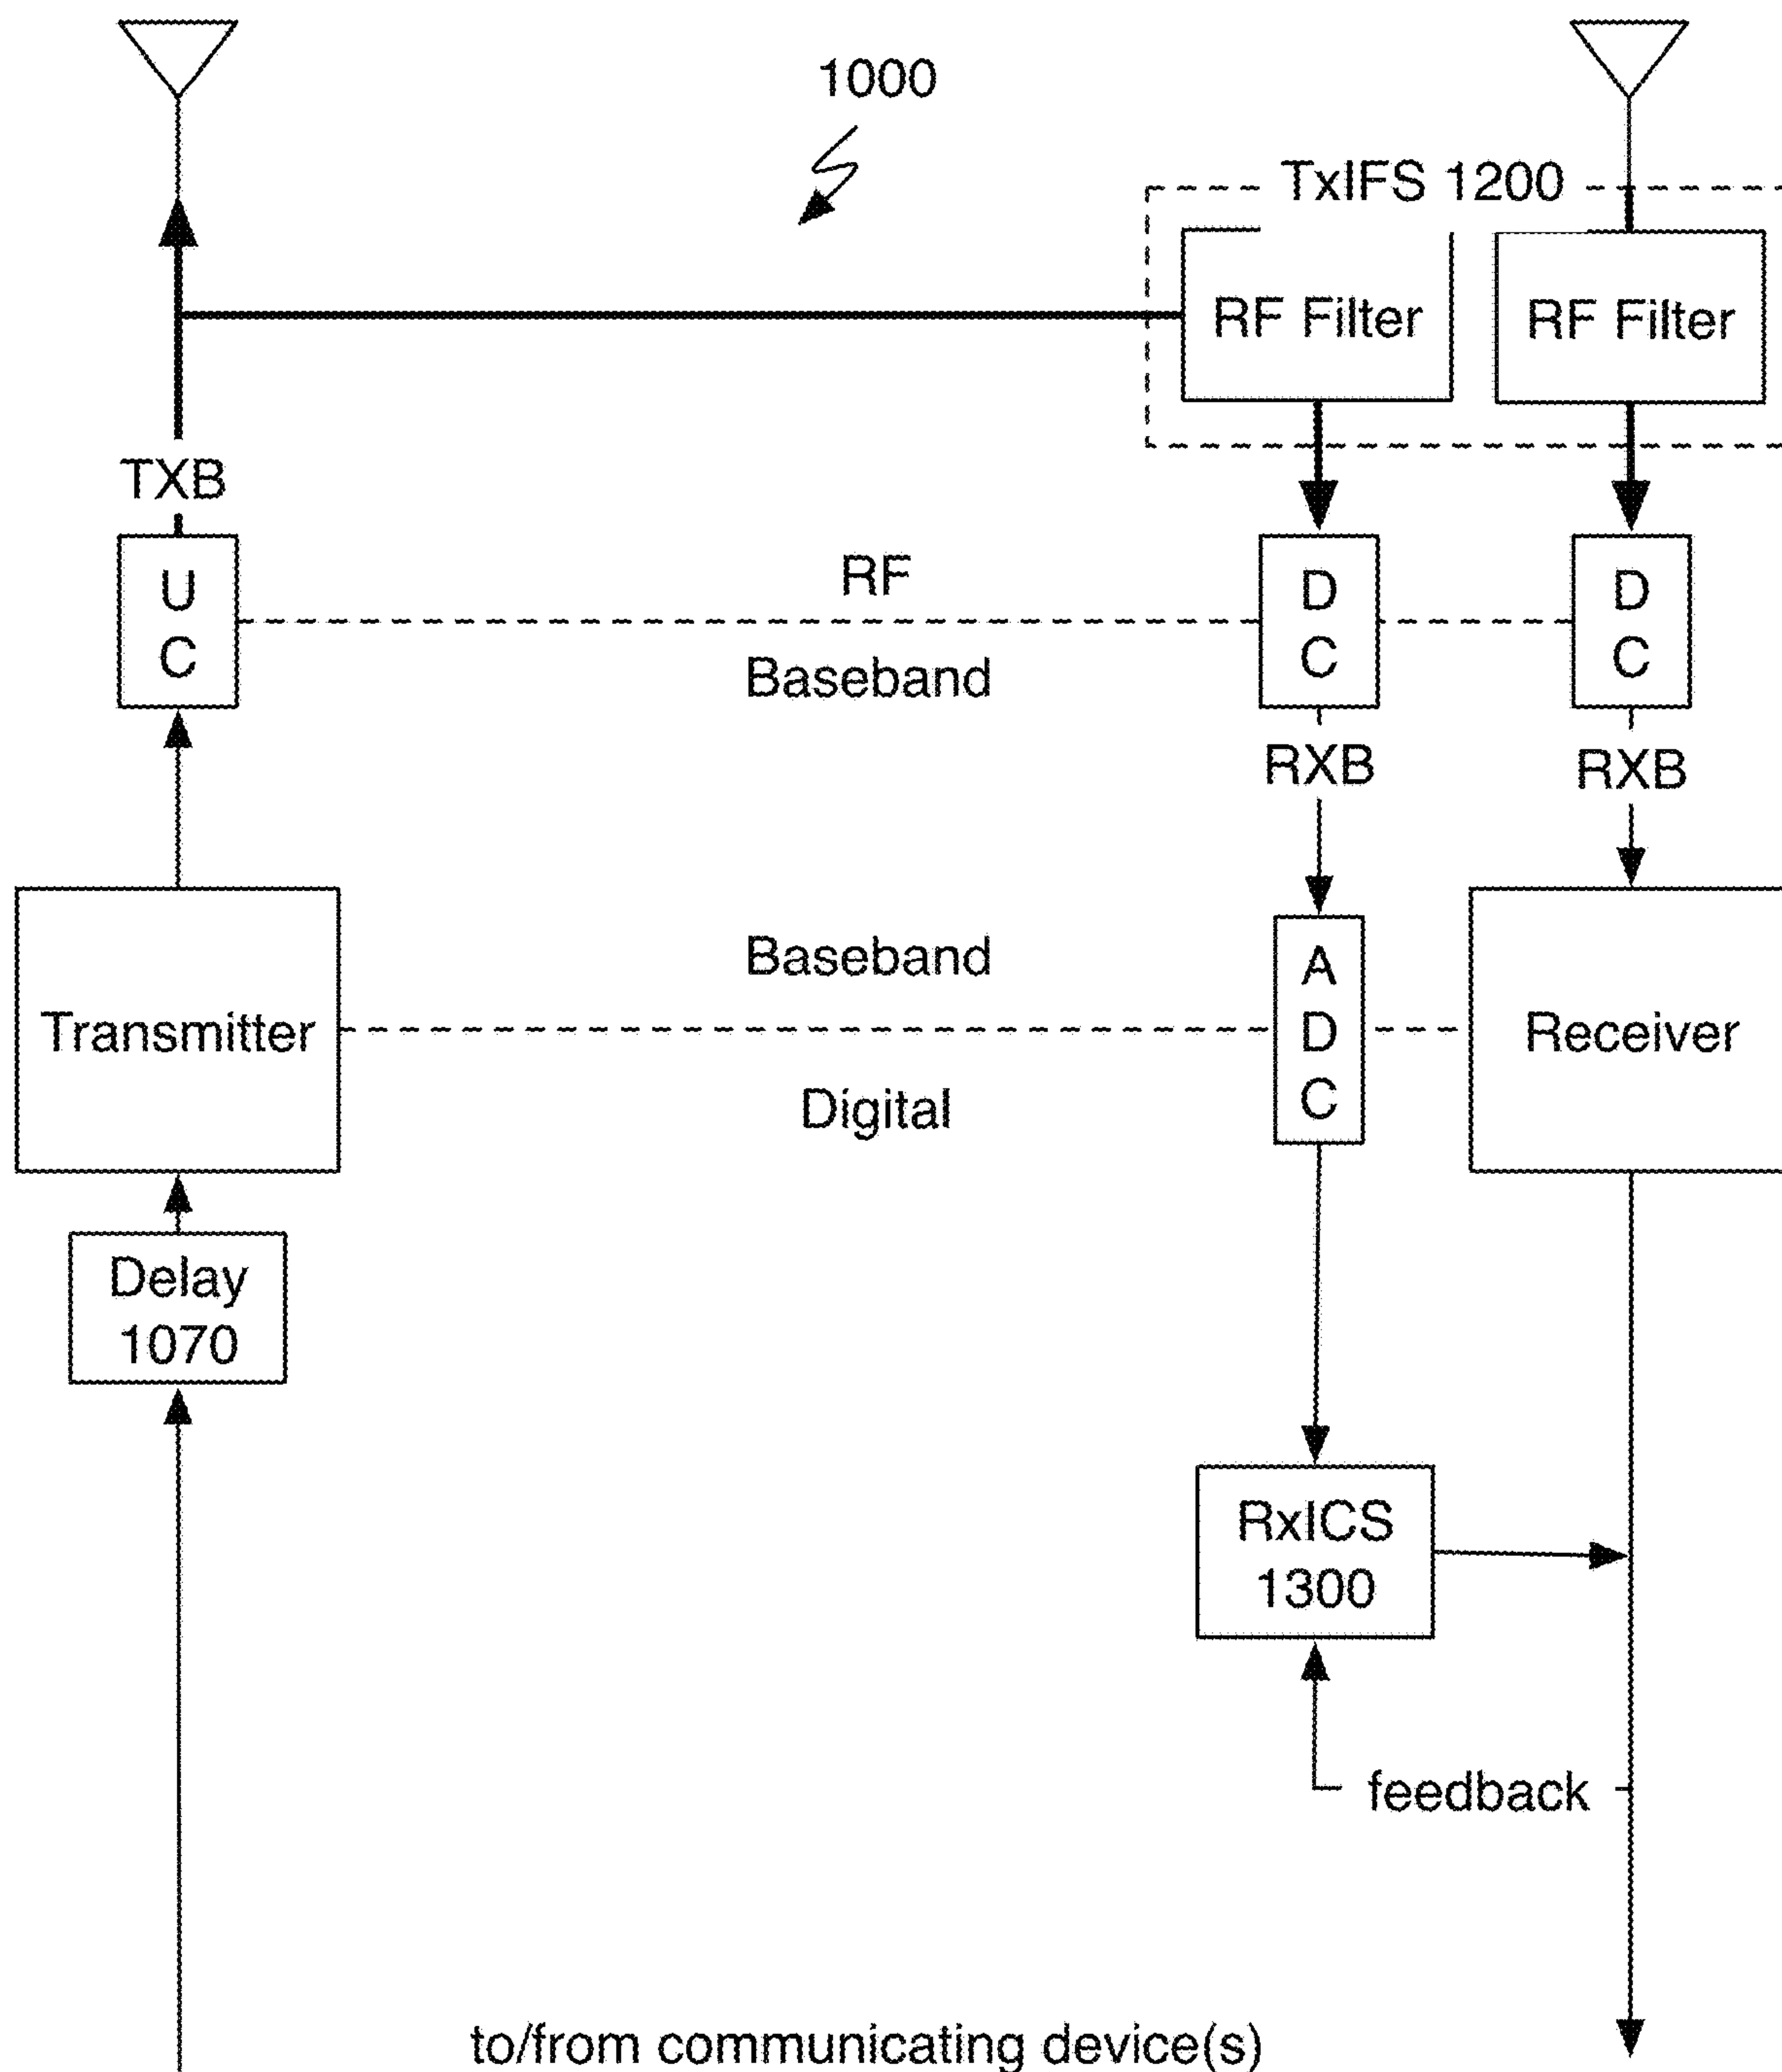 1000
TxIFS 1200
RF Filter
RF Filter
TXB
U
C
RF
Baseband
D
C
D
C
RXB
RXB
Transmitter
Baseband
Digital
A
D
C
Receiver
Delay
1070
RxICS
1300
feedback
to/from communicating device(s)